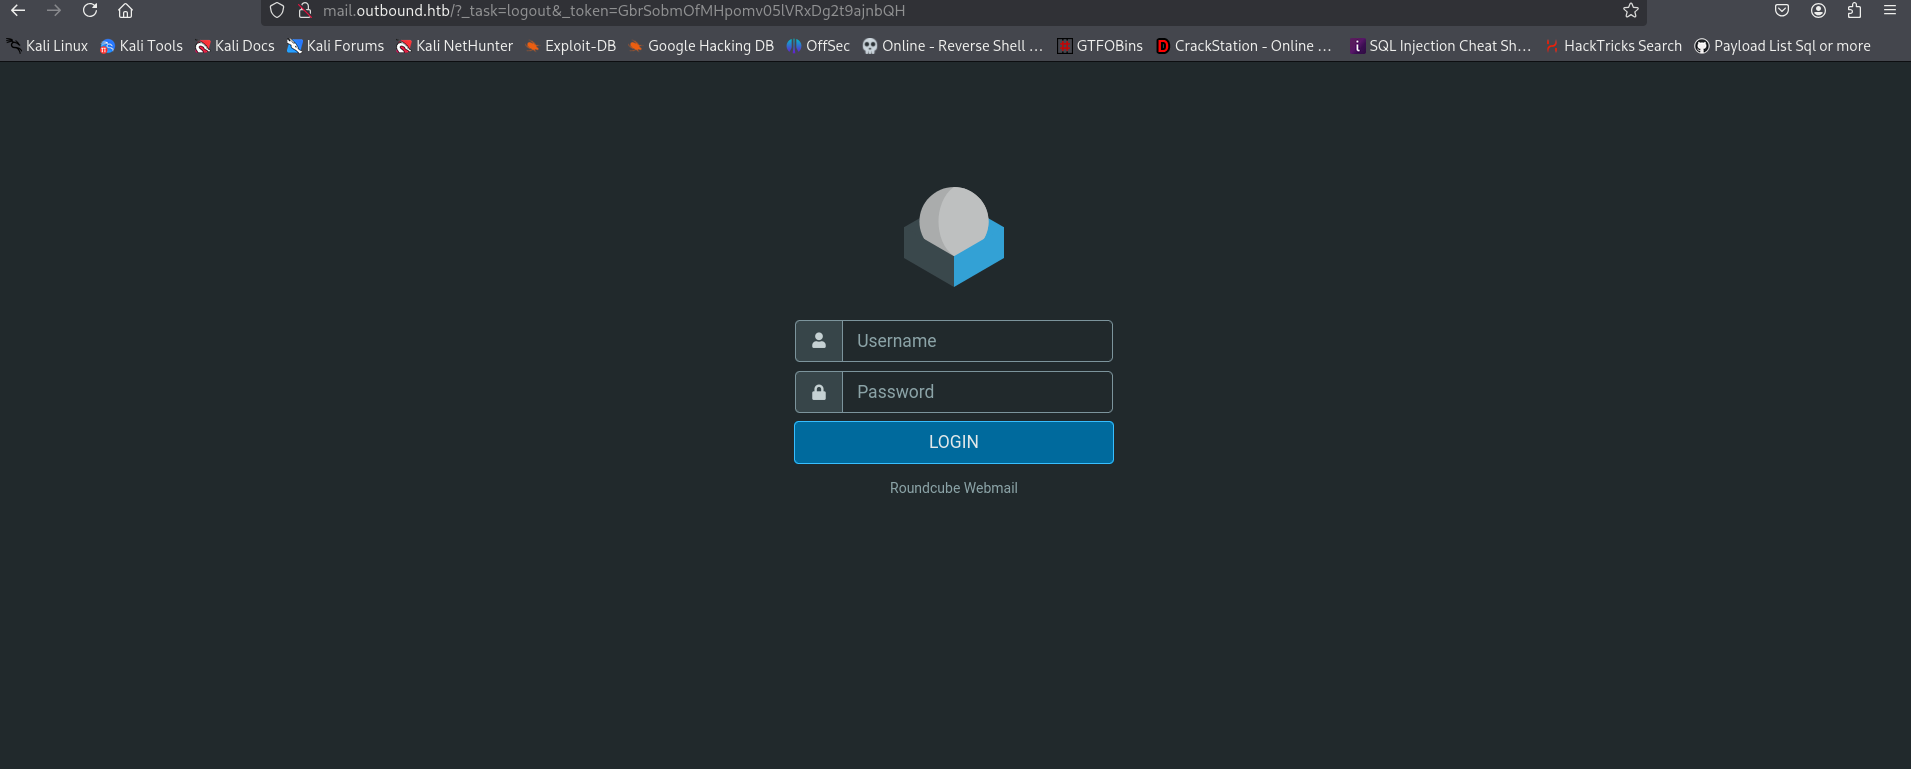 mail.outbound.htb/?_task=logout&_token=GbrSobmOfMHpomv05lVRxDg2t9ajnbQH
Kali Linux Kali Tools Kali Docs Kali Forums Kali NetHunter Exploit-DB Google Hacking DB OffSec Online - Reverse Shell … GTFOBins CrackStation - Online … SQL Injection Cheat Sh… HackTricks Search Payload List Sql or more
Username
Password
LOGIN
Roundcube Webmail